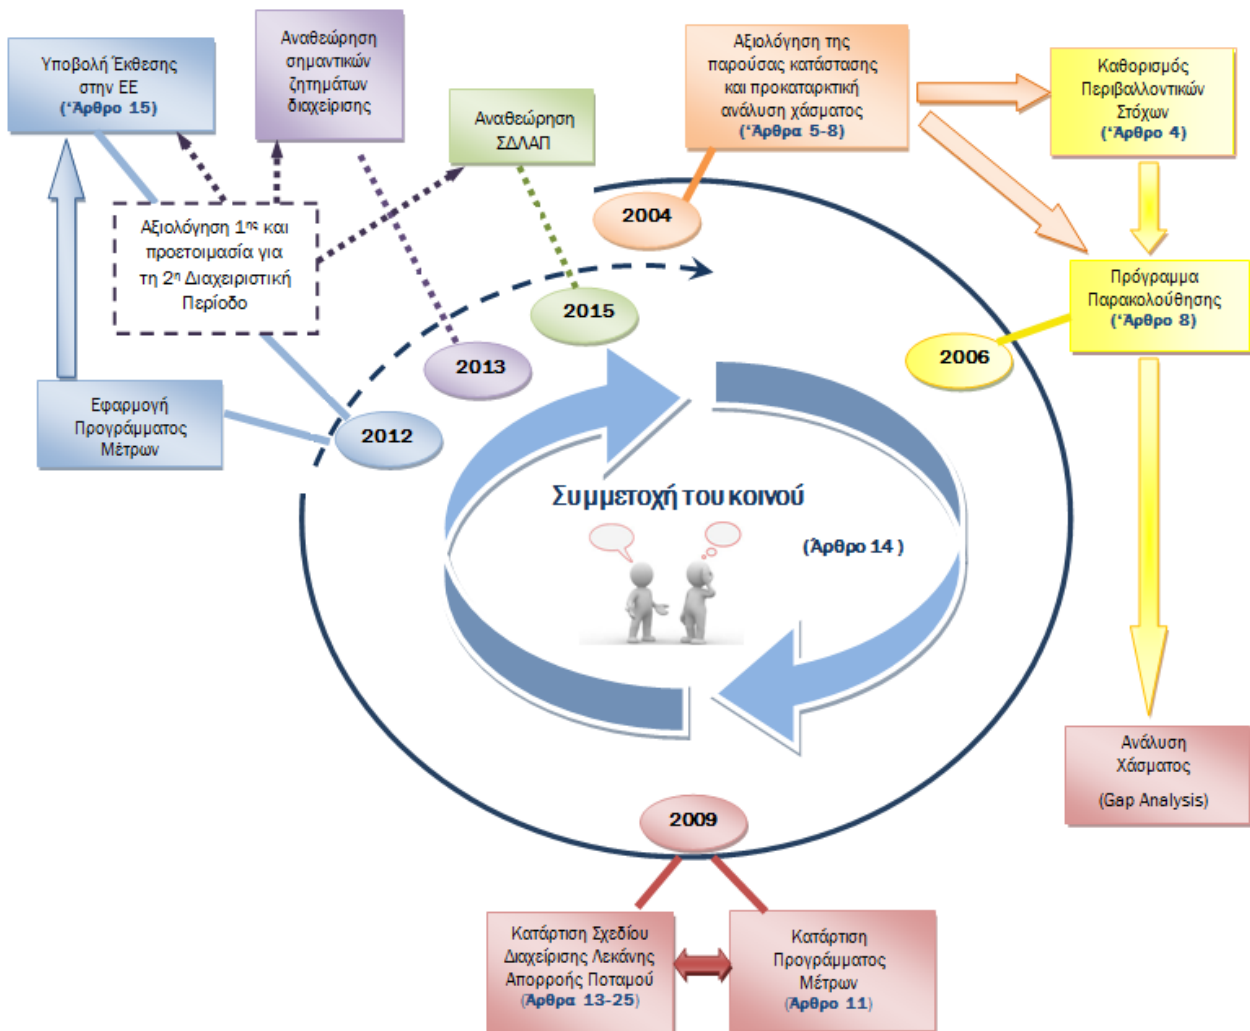 Υποβολή Έκθεσης
στην ΕΕ
(‘Άρθρο 15)
Αναθεώρηση
σημαντικών
ζητημάτων
διαχείρισης
Αναθεώρηση
ΣΔΛΑΠ
Αξιολόγηση της
παρούσας κατάστασης
και προκαταρκτική
ανάλυση χάσματος
(‘Άρθρα 5-8)
Καθορισμός
Περιβαλλοντικών
Στόχων
(‘Άρθρο 4)
Αξιολόγηση 1ης και
προετοιμασία για
τη 2η Διαχειριστική
Περίοδο
2004
2015
2013
2006
Πρόγραμμα
Παρακολούθησης
(‘Άρθρο 8)
Εφαρμογή
Προγράμματος
Μέτρων
2012
Συμμετοχή του κοινού
(Άρθρο 14 )
Ανάλυση
Χάσματος
(Gap Analysis)
2009
Κατάρτιση Σχεδίου
Διαχείρισης Λεκάνης
Απορροής Ποταμού
(Άρθρα 13-25)
Κατάρτιση
Προγράμματος
Μέτρων
(Άρθρο 11)